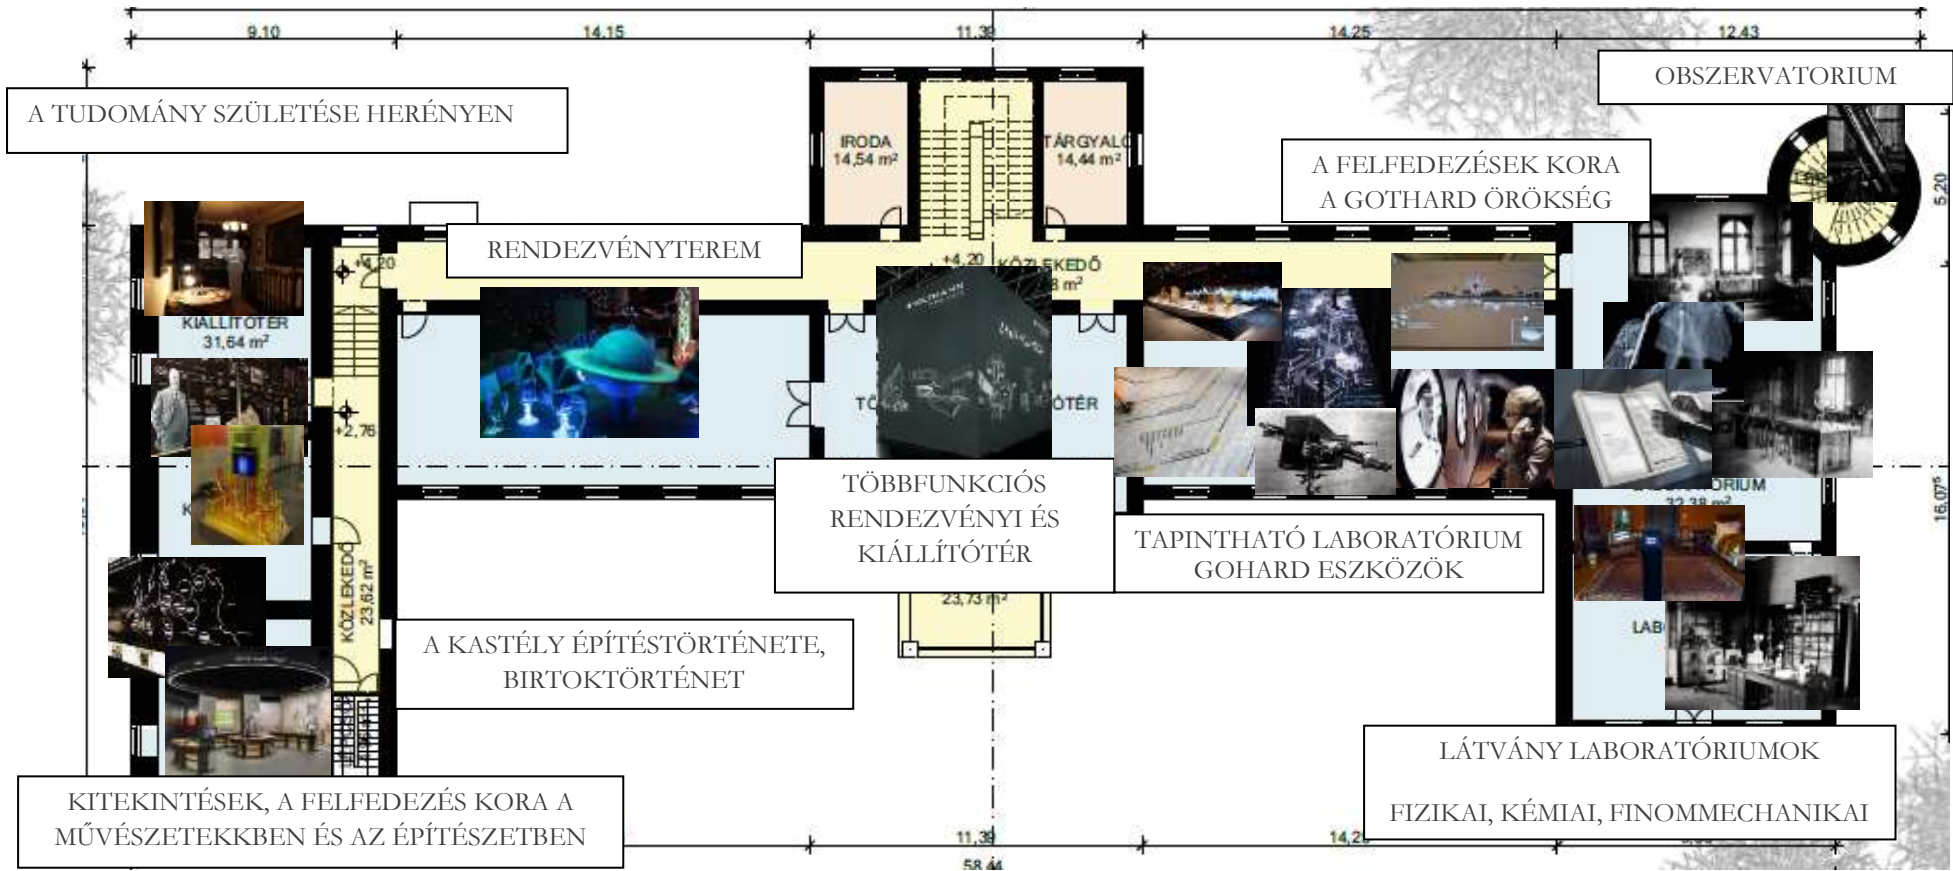 9.10
14.15
11.39
14.25
12.43
OBSZERVATORIUM
A TUDOMÁNY SZÜLETÉSE HERÉNYEN
IRODA
14,54 m²
TÁRGYALÓ
14,44 m²
A FELFEDEZÉSEK KORA
A GOTHARD ÖRÖKSÉG
5.20
RENDEZVÉNYTEREM
+4,20
+4,20
KÖZLEKEDŐ
KIÁLLÍTÓTÉR
31,64 m²
+2,76
TÖBBFUNKCIÓS
RENDEZVÉNYI ÉS
KIÁLLÍTÓTÉR
32,38 m²
16,07⁵
TAPINTHATÓ LABORATÓRIUM
GOHARD ESZKÖZÖK
KÖZLEKEDŐ
23,62 m²
23,73 m²
A KASTÉLY ÉPÍTÉSTÖRTÉNETE,
BIRTOKTÖRTÉNET
LAB
LÁTVÁNY LABORATÓRIUMOK
FIZIKAI, KÉMIAI, FINOMMECHANIKAI
KITEKINTÉSEK, A FELFEDEZÉS KORA A
MŰVÉSZETEKKBEN ÉS AZ ÉPÍTÉSZETBEN
11,39
58.44